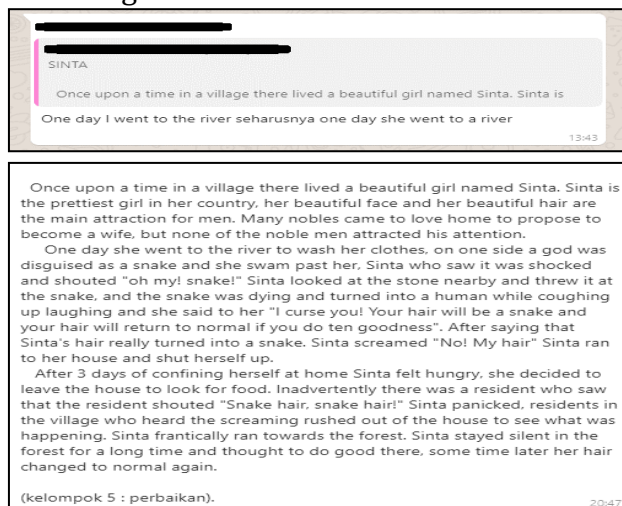 SINTA
Once upon a time in a village there lived a beautiful girl named Sinta. Sinta is
One day I went to the river seharusnya one day she went to a river
13:43
Once upon a time in a village there lived a beautiful girl named Sinta. Sinta is
the prettiest girl in her country, her beautiful face and her beautiful hair are
the main attraction for men. Many nobles came to love home to propose to
become a wife, but none of the noble men attracted his attention.
One day she went to the river to wash her clothes, on one side a god was
disguised as a snake and she swam past her, Sinta who saw it was shocked
and shouted "oh my! snake!" Sinta looked at the stone nearby and threw it at
the snake, and the snake was dying and turned into a human while coughing
up laughing and she said to her "I curse you! Your hair will be a snake and
your hair will return to normal if you do ten goodness". After saying that
Sinta's hair really turned into a snake. Sinta screamed "No! My hair" Sinta ran
to her house and shut herself up.
After 3 days of confining herself at home Sinta felt hungry, she decided to
leave the house to look for food. Inadvertently there was a resident who saw
that the resident shouted "Snake hair, snake hair!" Sinta panicked, residents in
the village who heard the screaming rushed out of the house to see what was
happening. Sinta frantically ran towards the forest. Sinta stayed silent in the
forest for a long time and thought to do good there, some time later her hair
changed to normal again.
(kelompok 5 : perbaikan).
20:47